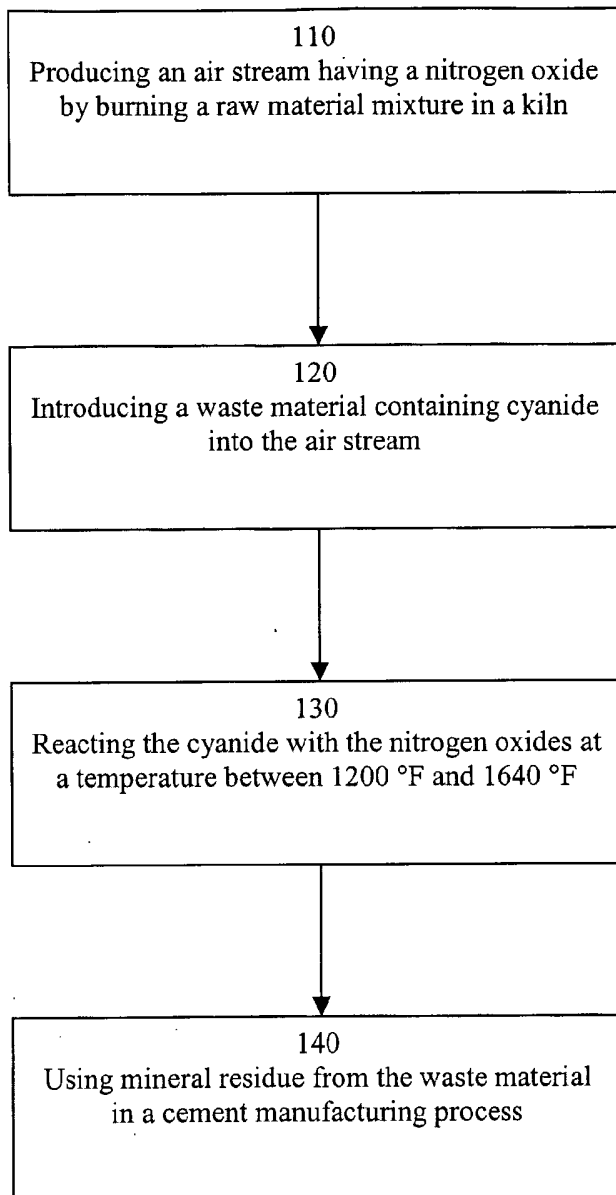 110
Producing an air stream having a nitrogen oxide
by burning a raw material mixture in a kiln
120
Introducing a waste material containing cyanide
into the air stream
130
Reacting the cyanide with the nitrogen oxides at
a temperature between 1200 °F and 1640 °F
140
Using mineral residue from the waste material
in a cement manufacturing process